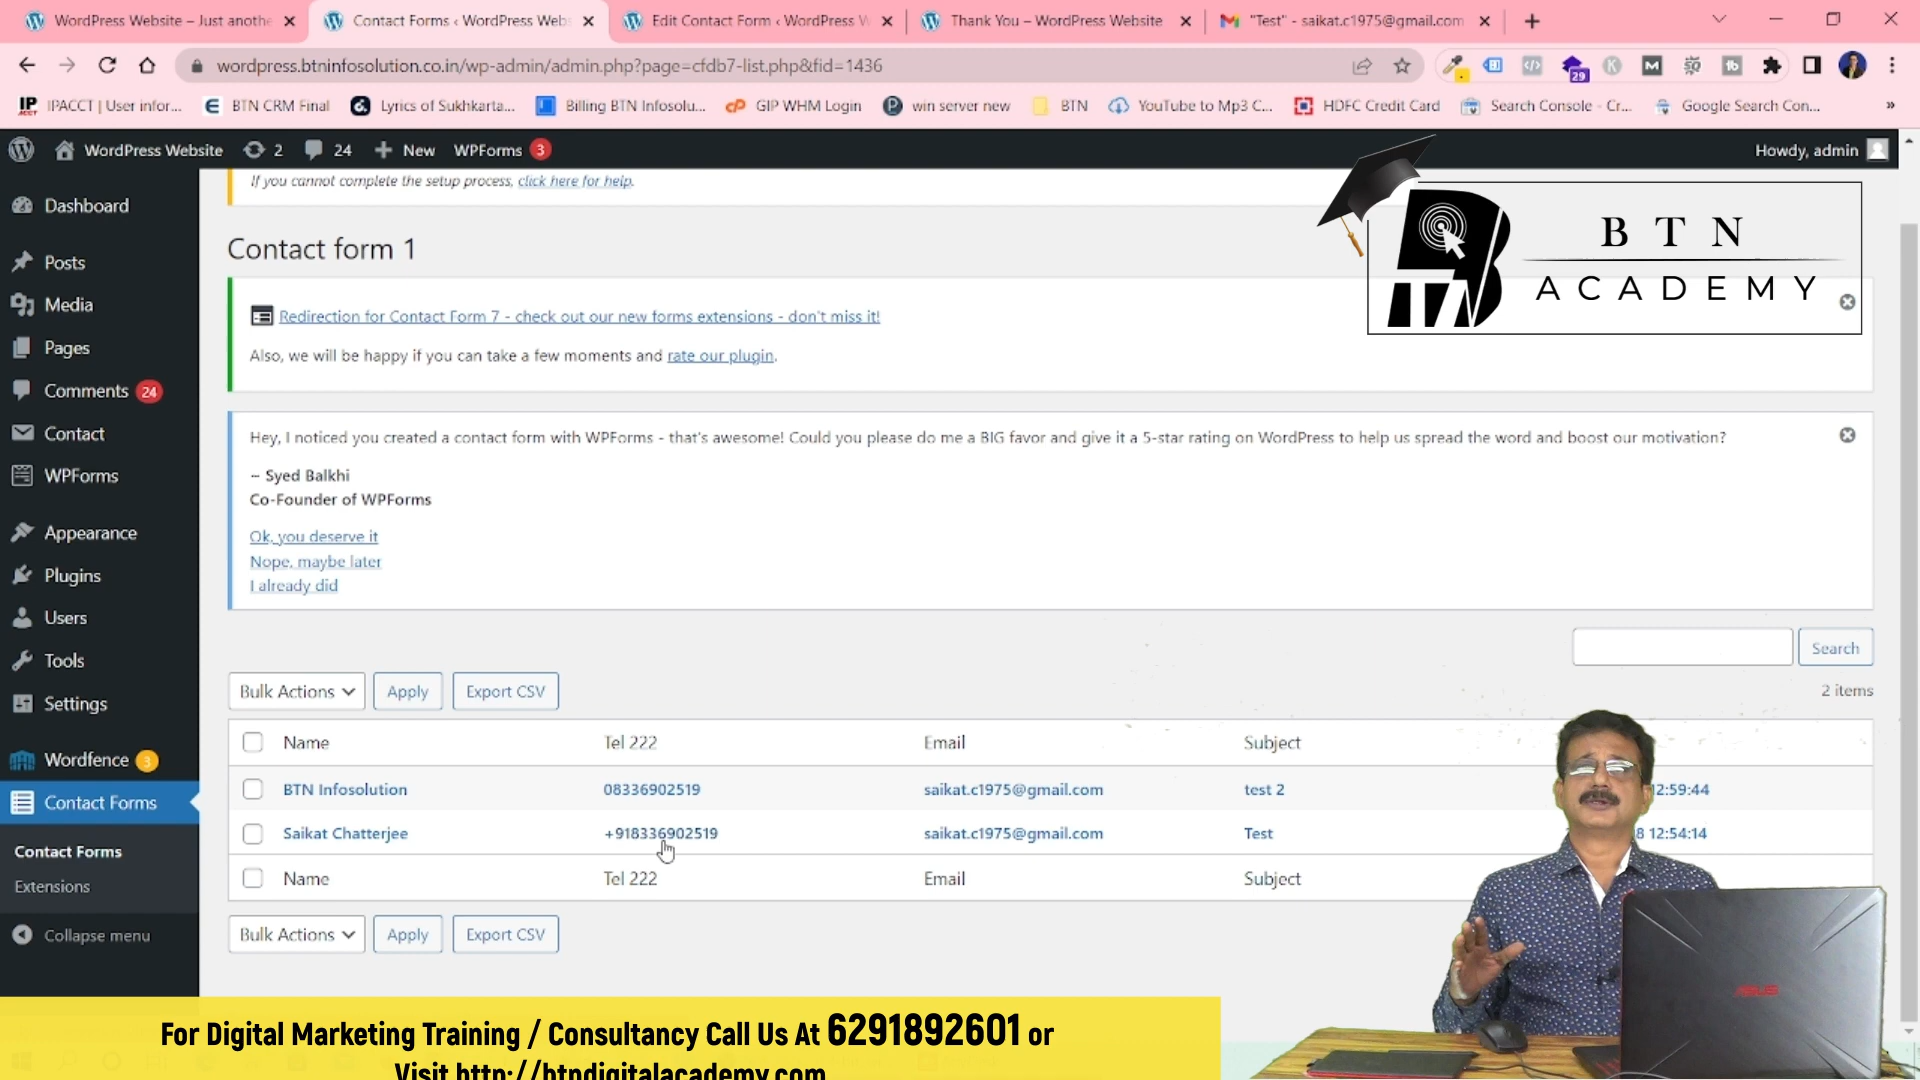 WordPress Website – Just anothe
Contact Forms ‹ WordPress Webs
Edit Contact Form ‹ WordPress W
Thank You – WordPress Website
"Test" - saikat.c1975@gmail.com
wordpress.btninfosolution.co.in/wp-admin/admin.php?page=cfdb7-list.php&fid=1436
IPACCT | User infor...
BTN CRM Final
Lyrics of Sukhkarta...
Billing BTN Infosolu...
GIP WHM Login
win server new
BTN
YouTube to Mp3 C...
HDFC Credit Card
Search Console - Cr...
Google Search Con...
WordPress Website 2 24 New WPForms 3
Howdy, admin
If you cannot complete the setup process, click here for help.
Dashboard
Posts
Media
Pages
Comments 24
Contact
WPForms
Appearance
Plugins
Users
Tools
Settings
Wordfence 3
Contact Forms
Contact Forms
Extensions
Collapse menu
BTN
ACADEMY
Contact form 1
Redirection for Contact Form 7 - check out our new forms extensions - don't miss it!
Also, we will be happy if you can take a few moments and rate our plugin.
Hey, I noticed you created a contact form with WPForms - that's awesome! Could you please do me a BIG favor and give it a 5-star rating on WordPress to help us spread the word and boost our motivation?
~ Syed Balkhi
Co-Founder of WPForms
Ok, you deserve it
Nope, maybe later
I already did
Search
Bulk Actions Apply Export CSV
2 items
Name Tel 222 Email Subject
BTN Infosolution 08336902519 saikat.c1975@gmail.com test 2 12:59:44
Saikat Chatterjee +918336902519 saikat.c1975@gmail.com Test 8 12:54:14
Name Tel 222 Email Subject
Bulk Actions Apply Export CSV
ASUS
For Digital Marketing Training / Consultancy Call Us At 6291892601 or
Visit http://btndigitalacademy.com